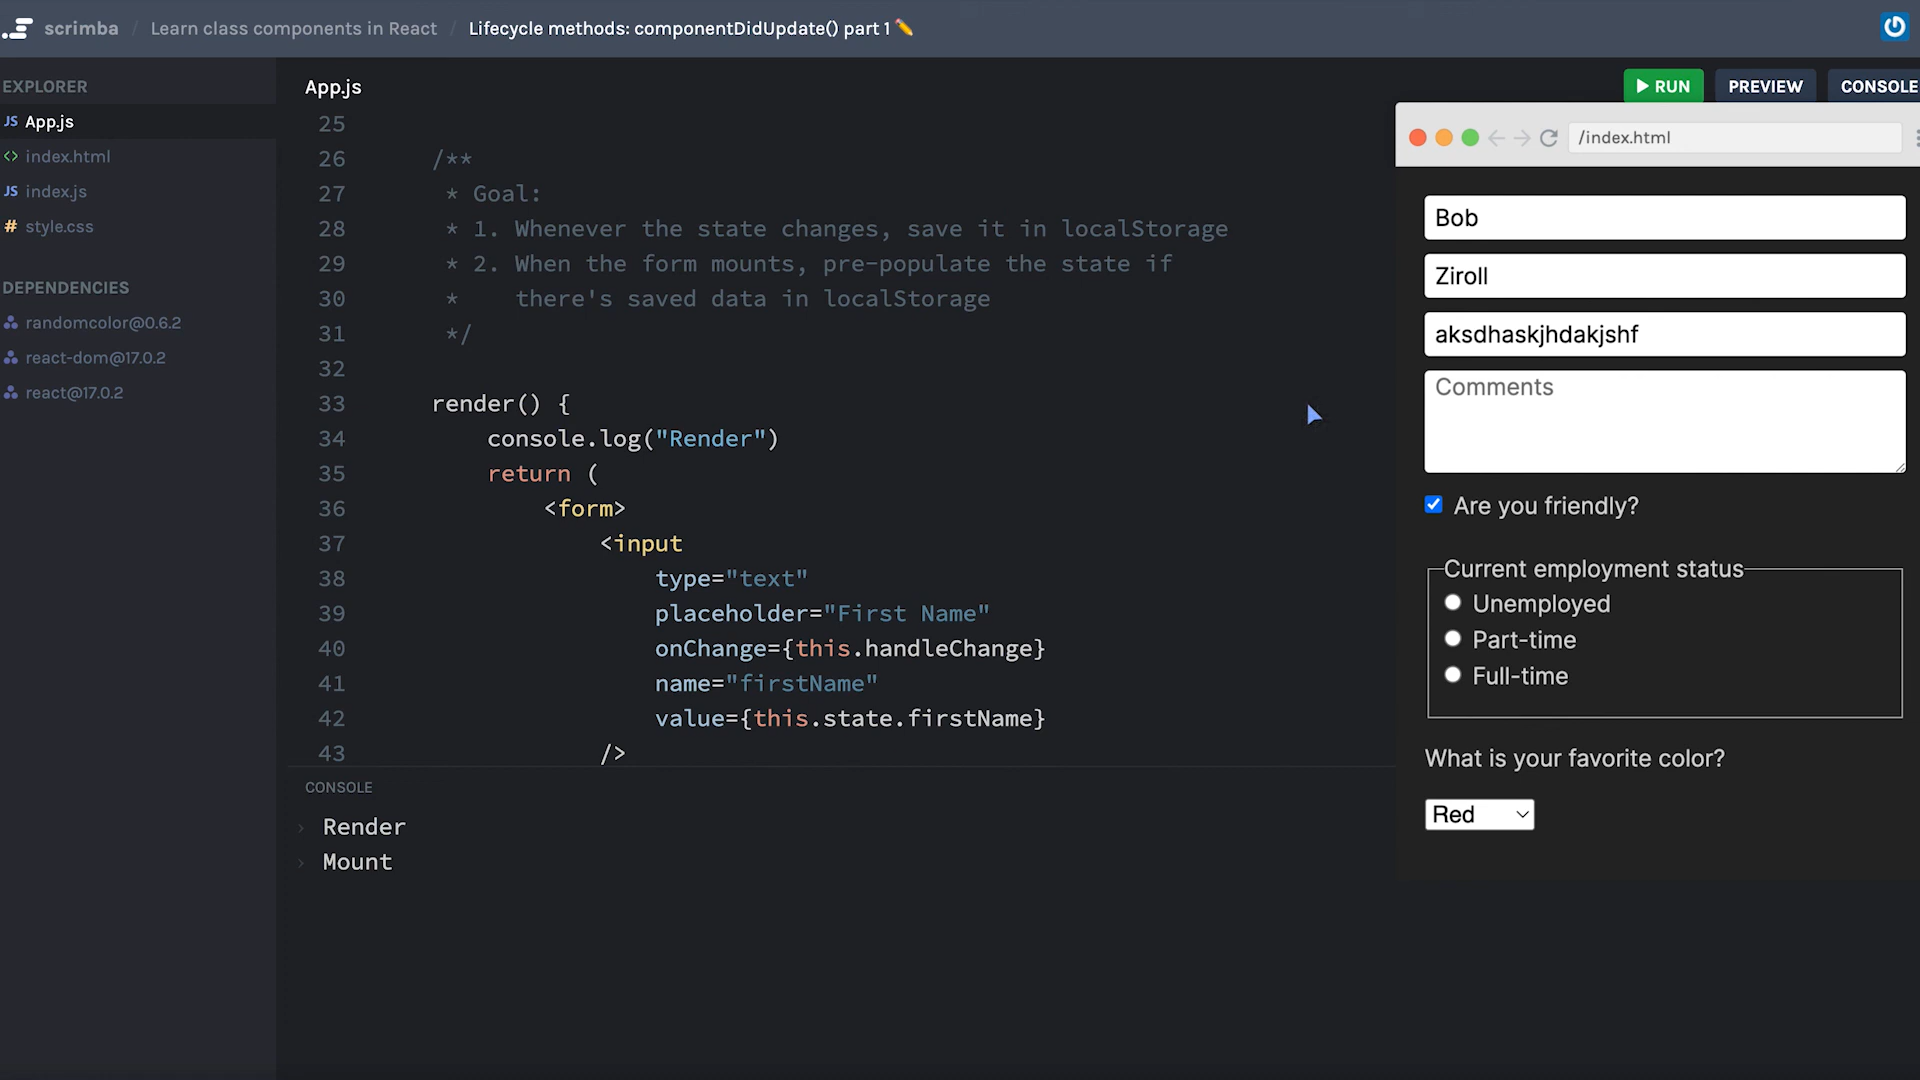 scrimba / Learn class components in React / Lifecycle methods: componentDidUpdate() part 1 ✏️
EXPLORER
JS App.js
<> index.html
JS index.js
# style.css
DEPENDENCIES
randomcolor@0.6.2
react-dom@17.0.2
react@17.0.2
App.js
RUN
PREVIEW
CONSOLE
25
26 /**
27  * Goal:
28  * 1. Whenever the state changes, save it in localStorage
29  * 2. When the form mounts, pre-populate the state if
30  *    there's saved data in localStorage
31  */
32
33 render() {
34     console.log("Render")
35     return (
36         <form>
37             <input
38                 type="text"
39                 placeholder="First Name"
40                 onChange={this.handleChange}
41                 name="firstName"
42                 value={this.state.firstName}
43             />
CONSOLE
› Render
› Mount
/index.html
Bob
Ziroll
aksdhaskjhdakjshf
Comments
Are you friendly?
Current employment status
Unemployed
Part-time
Full-time
What is your favorite color?
Red